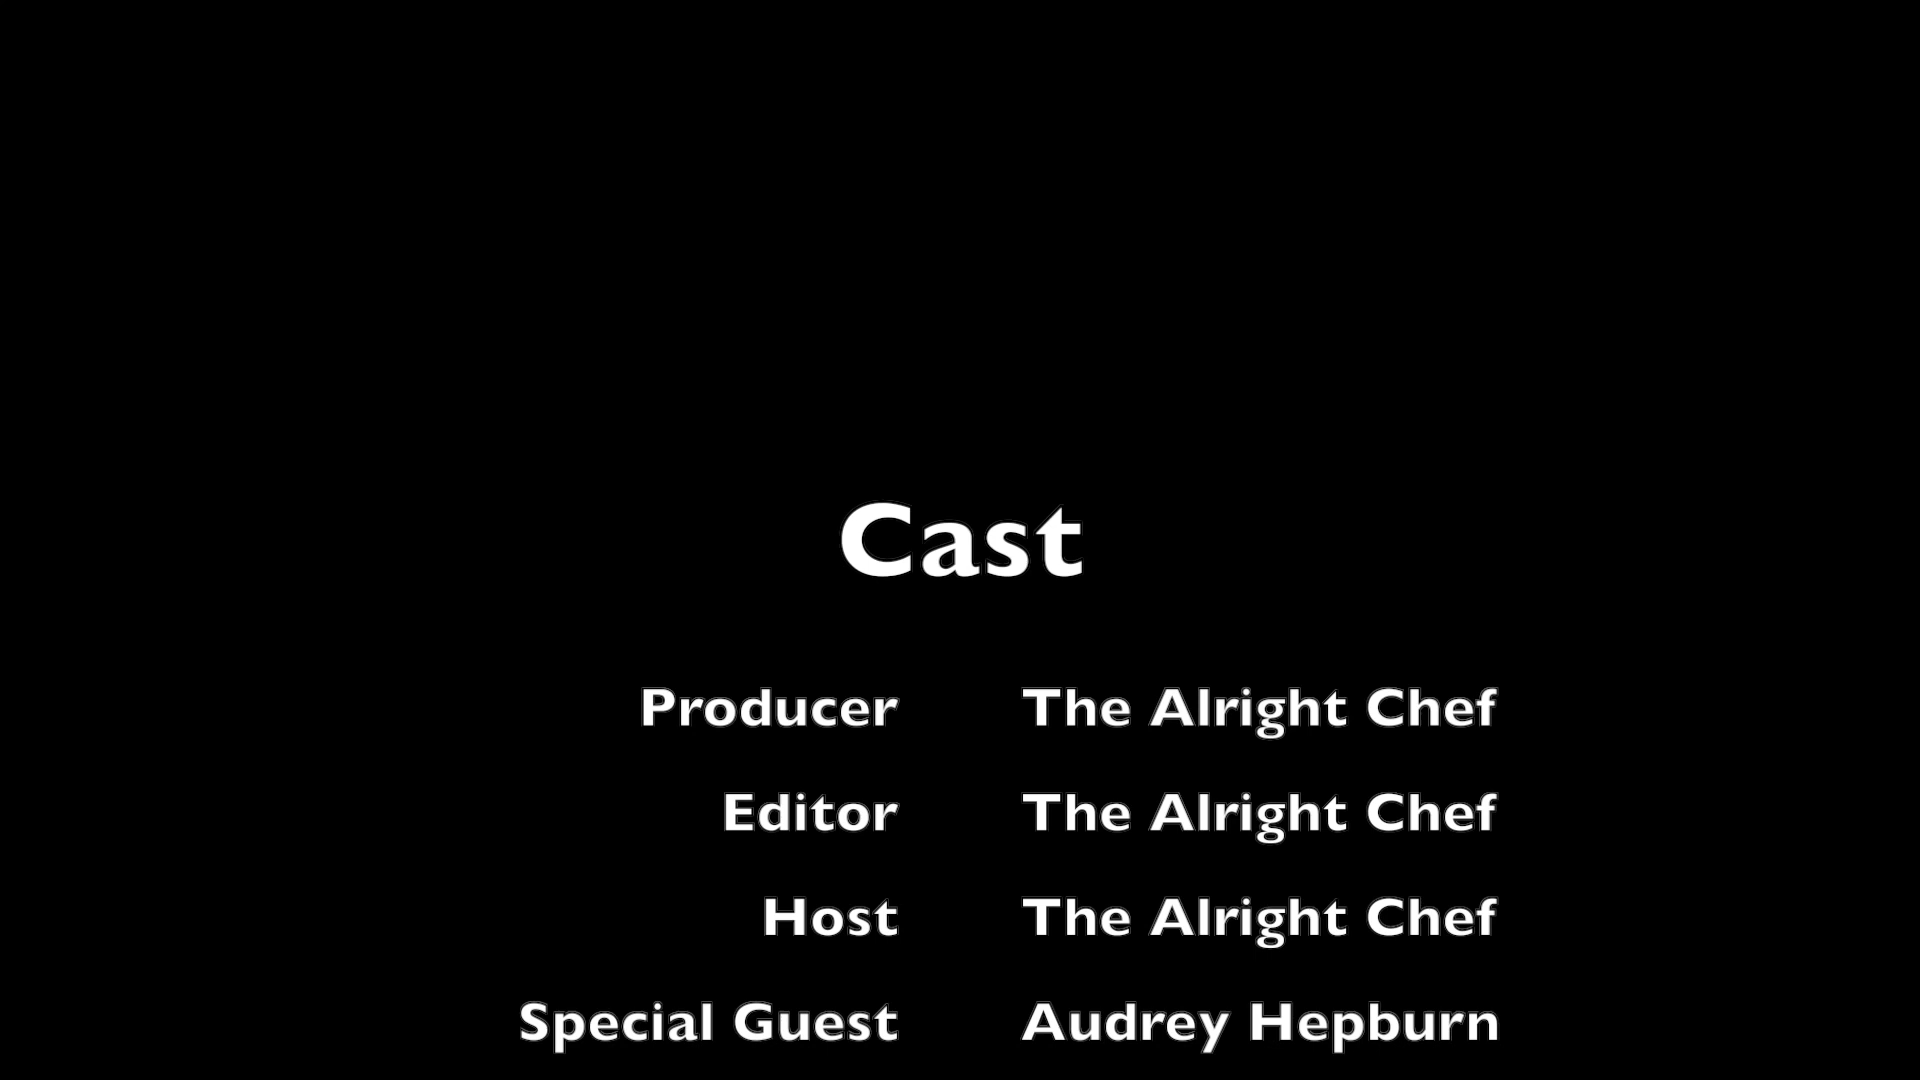 Cast
Producer The Alright Chef
Editor The Alright Chef
Host The Alright Chef
Special Guest Audrey Hepburn